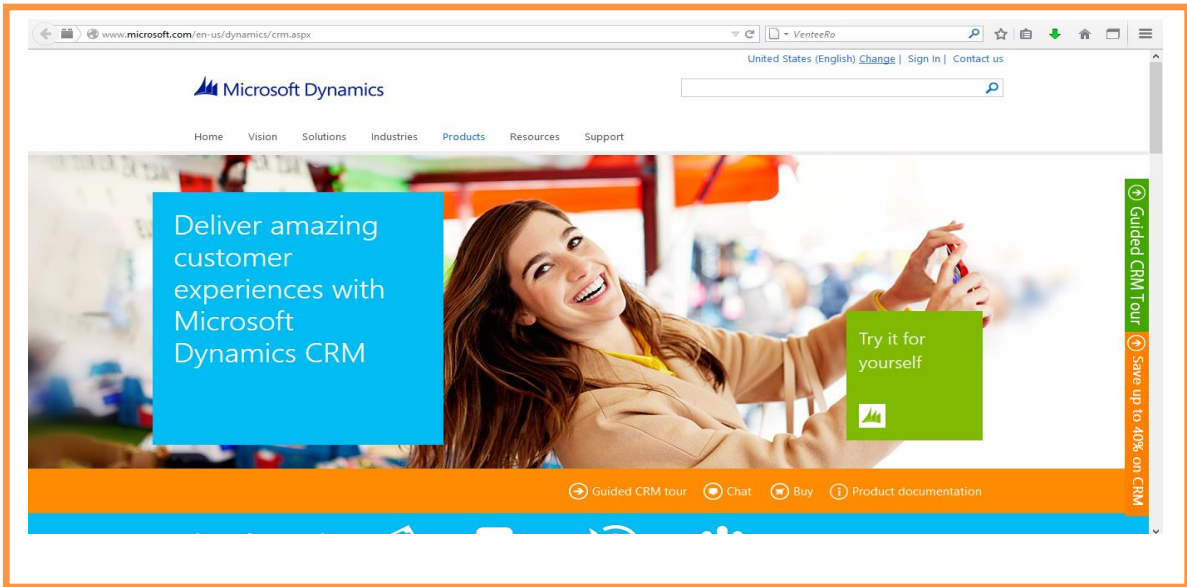 www.microsoft.com/en-us/dynamics/crm.aspx
VenteeRo
United States (English) Change | Sign In | Contact us
Microsoft Dynamics
Home Vision Solutions Industries Products Resources Support
Deliver amazing
customer
experiences with
Microsoft
Dynamics CRM
Try it for
yourself
Guided CRM Tour
Save up to 40% on CRM
Guided CRM tour Chat Buy Product documentation